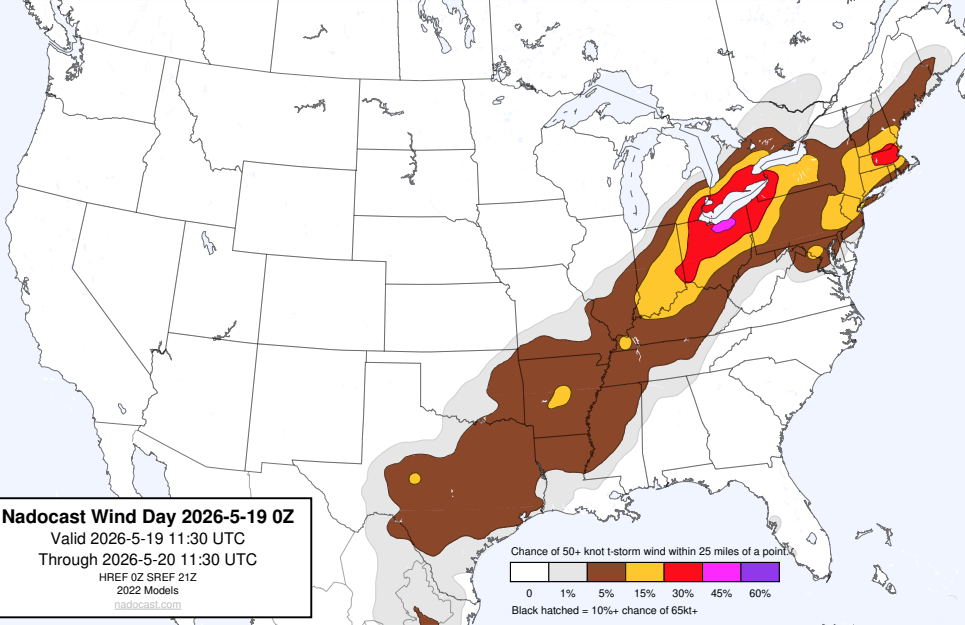 Nadocast Wind Day 2026-5-19 0Z
Valid 2026-5-19 11:30 UTC
Through 2026-5-20 11:30 UTC
HREF 0Z SREF 21Z
2022 Models
nadocast.com
Chance of 50+ knot t-storm wind within 25 miles of a point.
0 1% 5% 15% 30% 45% 60%
Black hatched = 10%+ chance of 65kt+